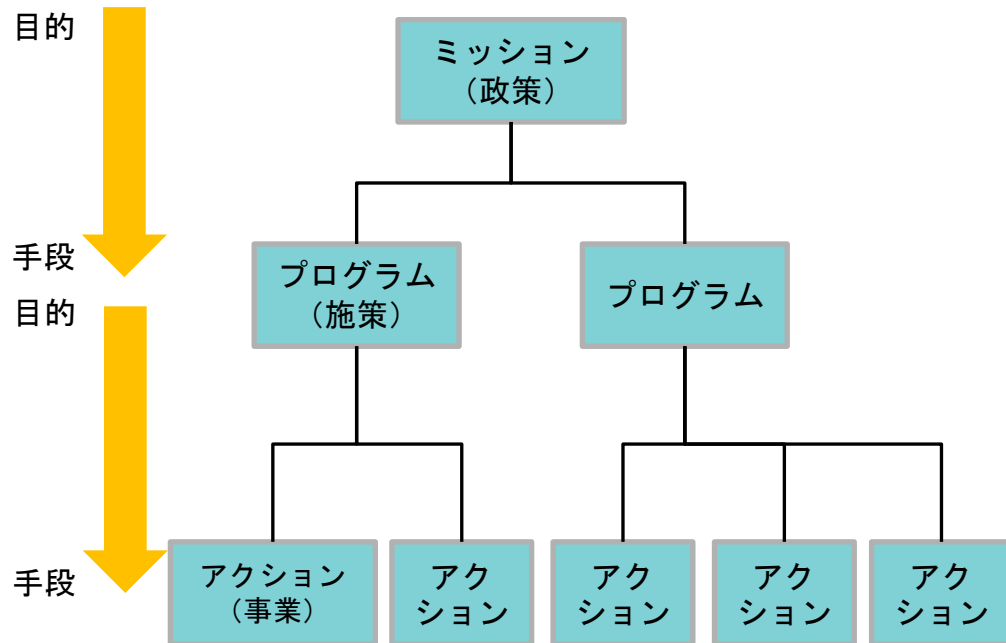 目的
ミッション
（政策）
手段
プログラム
（施策）
プログラム
目的
手段
アクション
（事業）
アク
ション
アク
ション
アク
ション
アク
ション